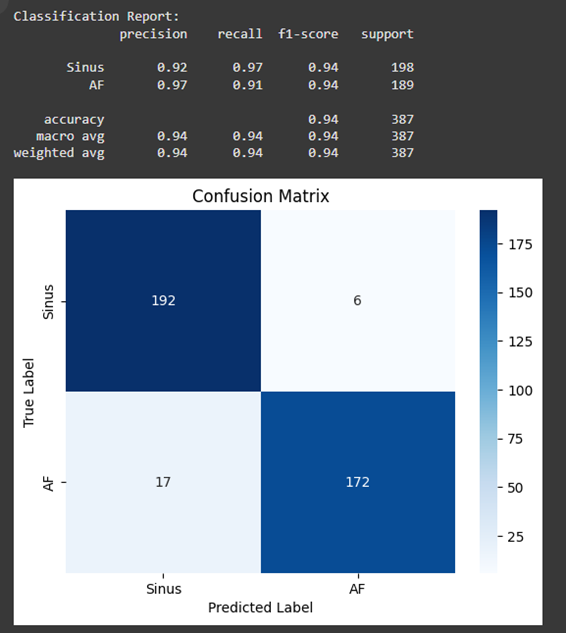 Classification Report:
precision recall f1-score support
Sinus 0.92 0.97 0.94 198
AF 0.97 0.91 0.94 189
accuracy 0.94 387
macro avg 0.94 0.94 0.94 387
weighted avg 0.94 0.94 0.94 387
Confusion Matrix
192 6
17 172
Sinus
AF
True Label
Sinus AF
Predicted Label
175
150
125
100
75
50
25